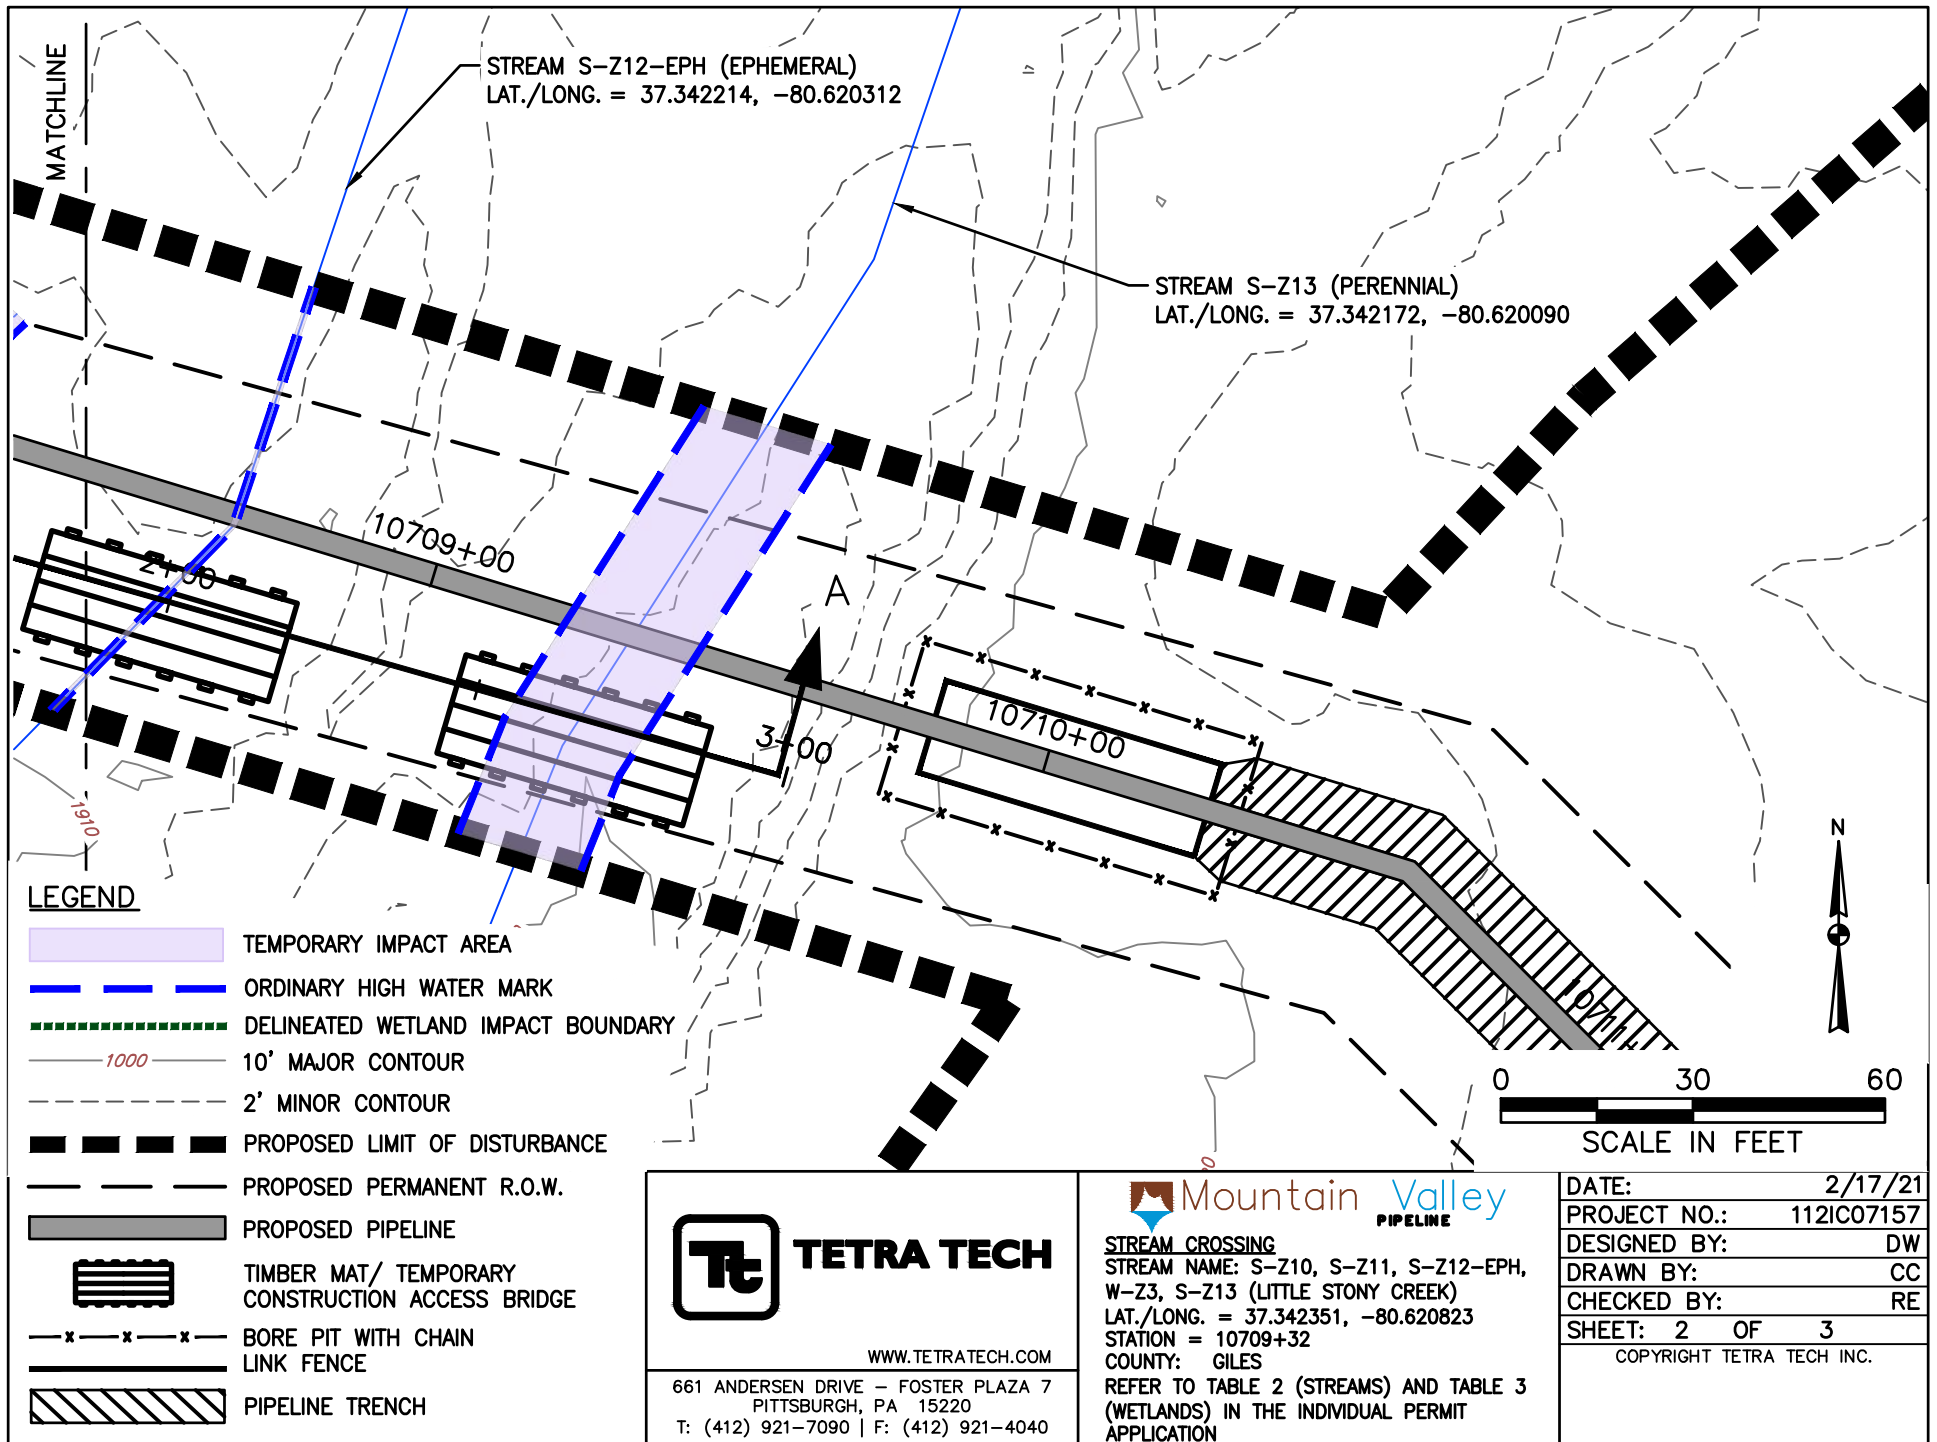 MATCHLINE
STREAM S-Z12-EPH (EPHEMERAL)
LAT./LONG. = 37.342214, -80.620312
STREAM S-Z13 (PERENNIAL)
LAT./LONG. = 37.342172, -80.620090
10709+00
2+00
A
3+00
10710+00
10711+
1910
N
LEGEND
TEMPORARY IMPACT AREA
ORDINARY HIGH WATER MARK
DELINEATED WETLAND IMPACT BOUNDARY
1000
10' MAJOR CONTOUR
2' MINOR CONTOUR
PROPOSED LIMIT OF DISTURBANCE
PROPOSED PERMANENT R.O.W.
PROPOSED PIPELINE
TIMBER MAT/ TEMPORARY
CONSTRUCTION ACCESS BRIDGE
BORE PIT WITH CHAIN
LINK FENCE
PIPELINE TRENCH
0 30 60
SCALE IN FEET
Tt TETRA TECH
WWW.TETRATECH.COM
661 ANDERSEN DRIVE - FOSTER PLAZA 7
PITTSBURGH, PA 15220
T: (412) 921-7090 | F: (412) 921-4040
Mountain Valley
PIPELINE
STREAM CROSSING
STREAM NAME: S-Z10, S-Z11, S-Z12-EPH,
W-Z3, S-Z13 (LITTLE STONY CREEK)
LAT./LONG. = 37.342351, -80.620823
STATION = 10709+32
COUNTY: GILES
REFER TO TABLE 2 (STREAMS) AND TABLE 3
(WETLANDS) IN THE INDIVIDUAL PERMIT
APPLICATION
DATE: 2/17/21
PROJECT NO.: 112IC07157
DESIGNED BY: DW
DRAWN BY: CC
CHECKED BY: RE
SHEET: 2 OF 3
COPYRIGHT TETRA TECH INC.